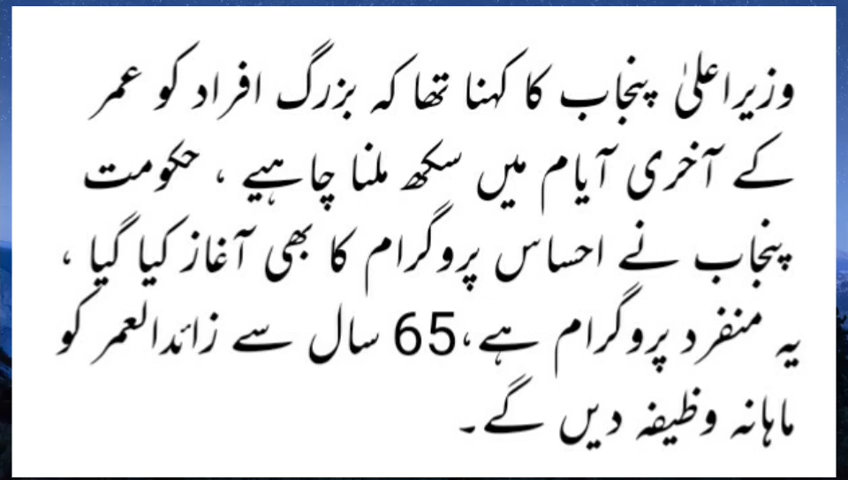 وزیراعلیٰ پنجاب کا کہنا تھا کہ بزرگ افراد کو عمر
کے آخری آیام میں سکھ ملنا چاہیے ، حکومت
پنجاب نے احساس پروگرام کا بھی آغاز کیا گیا ،
یہ منفرد پروگرام ہے،65 سال سے زائدالعمر کو
ماہانہ وظیفہ دیں گے۔